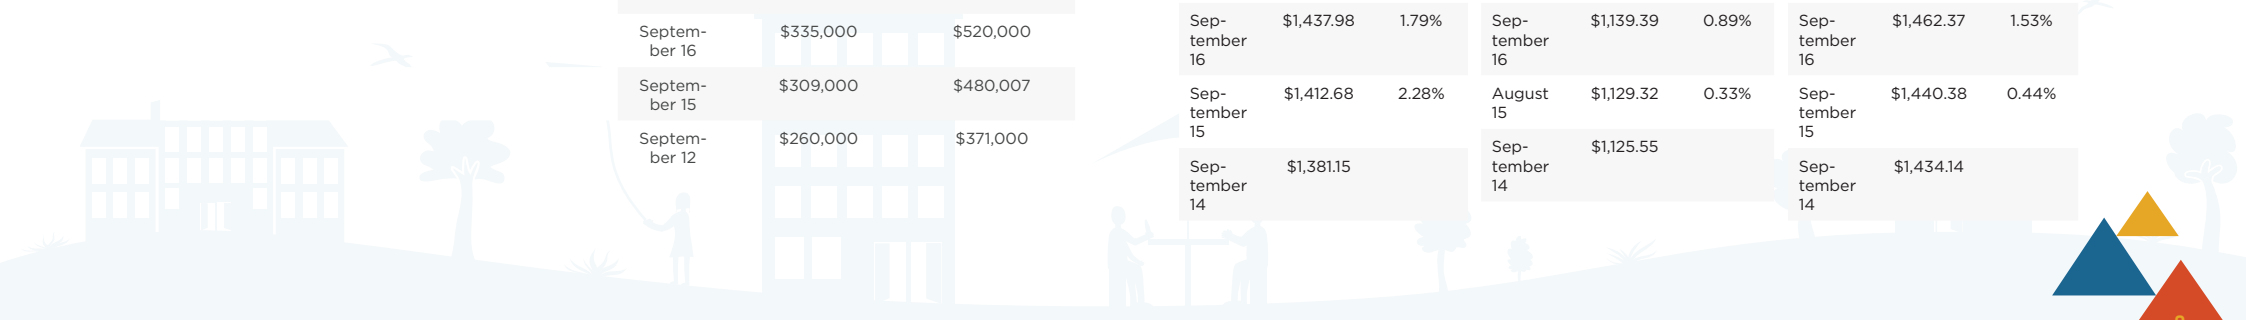 Septem-
ber 16
$335,000
$520,000
Septem-
ber 15
$309,000
$480,007
Septem-
ber 12
$260,000
$371,000
Sep-
tember
16
$1,437.98
1.79%
Sep-
tember
15
$1,412.68
2.28%
Sep-
tember
14
$1,381.15
Sep-
tember
16
$1,139.39
0.89%
August
15
$1,129.32
0.33%
Sep-
tember
14
$1,125.55
Sep-
tember
16
$1,462.37
1.53%
Sep-
tember
15
$1,440.38
0.44%
Sep-
tember
14
$1,434.14